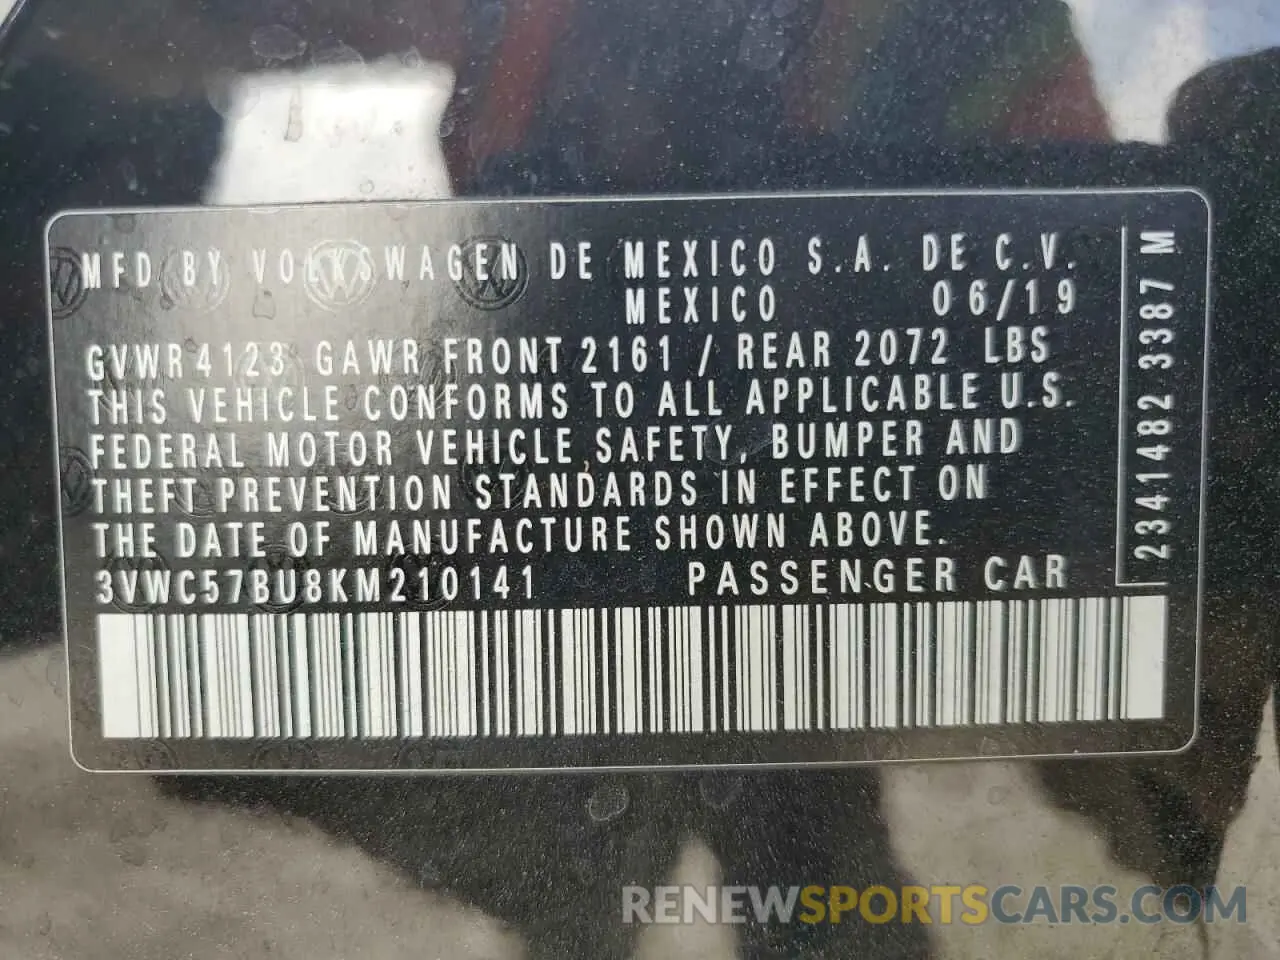 MFD BY VOLKSWAGEN DE MEXICO S.A. DE C.V.
MEXICO 06/19
GVWR 4123 GAWR FRONT 2161 / REAR 2072 LBS
THIS VEHICLE CONFORMS TO ALL APPLICABLE U.S.
FEDERAL MOTOR VEHICLE SAFETY, BUMPER AND
THEFT PREVENTION STANDARDS IN EFFECT ON
THE DATE OF MANUFACTURE SHOWN ABOVE.
3VWC57BU8KM210141 PASSENGER CAR
2341482 3387 M
RENEWSPORTSCARS.COM